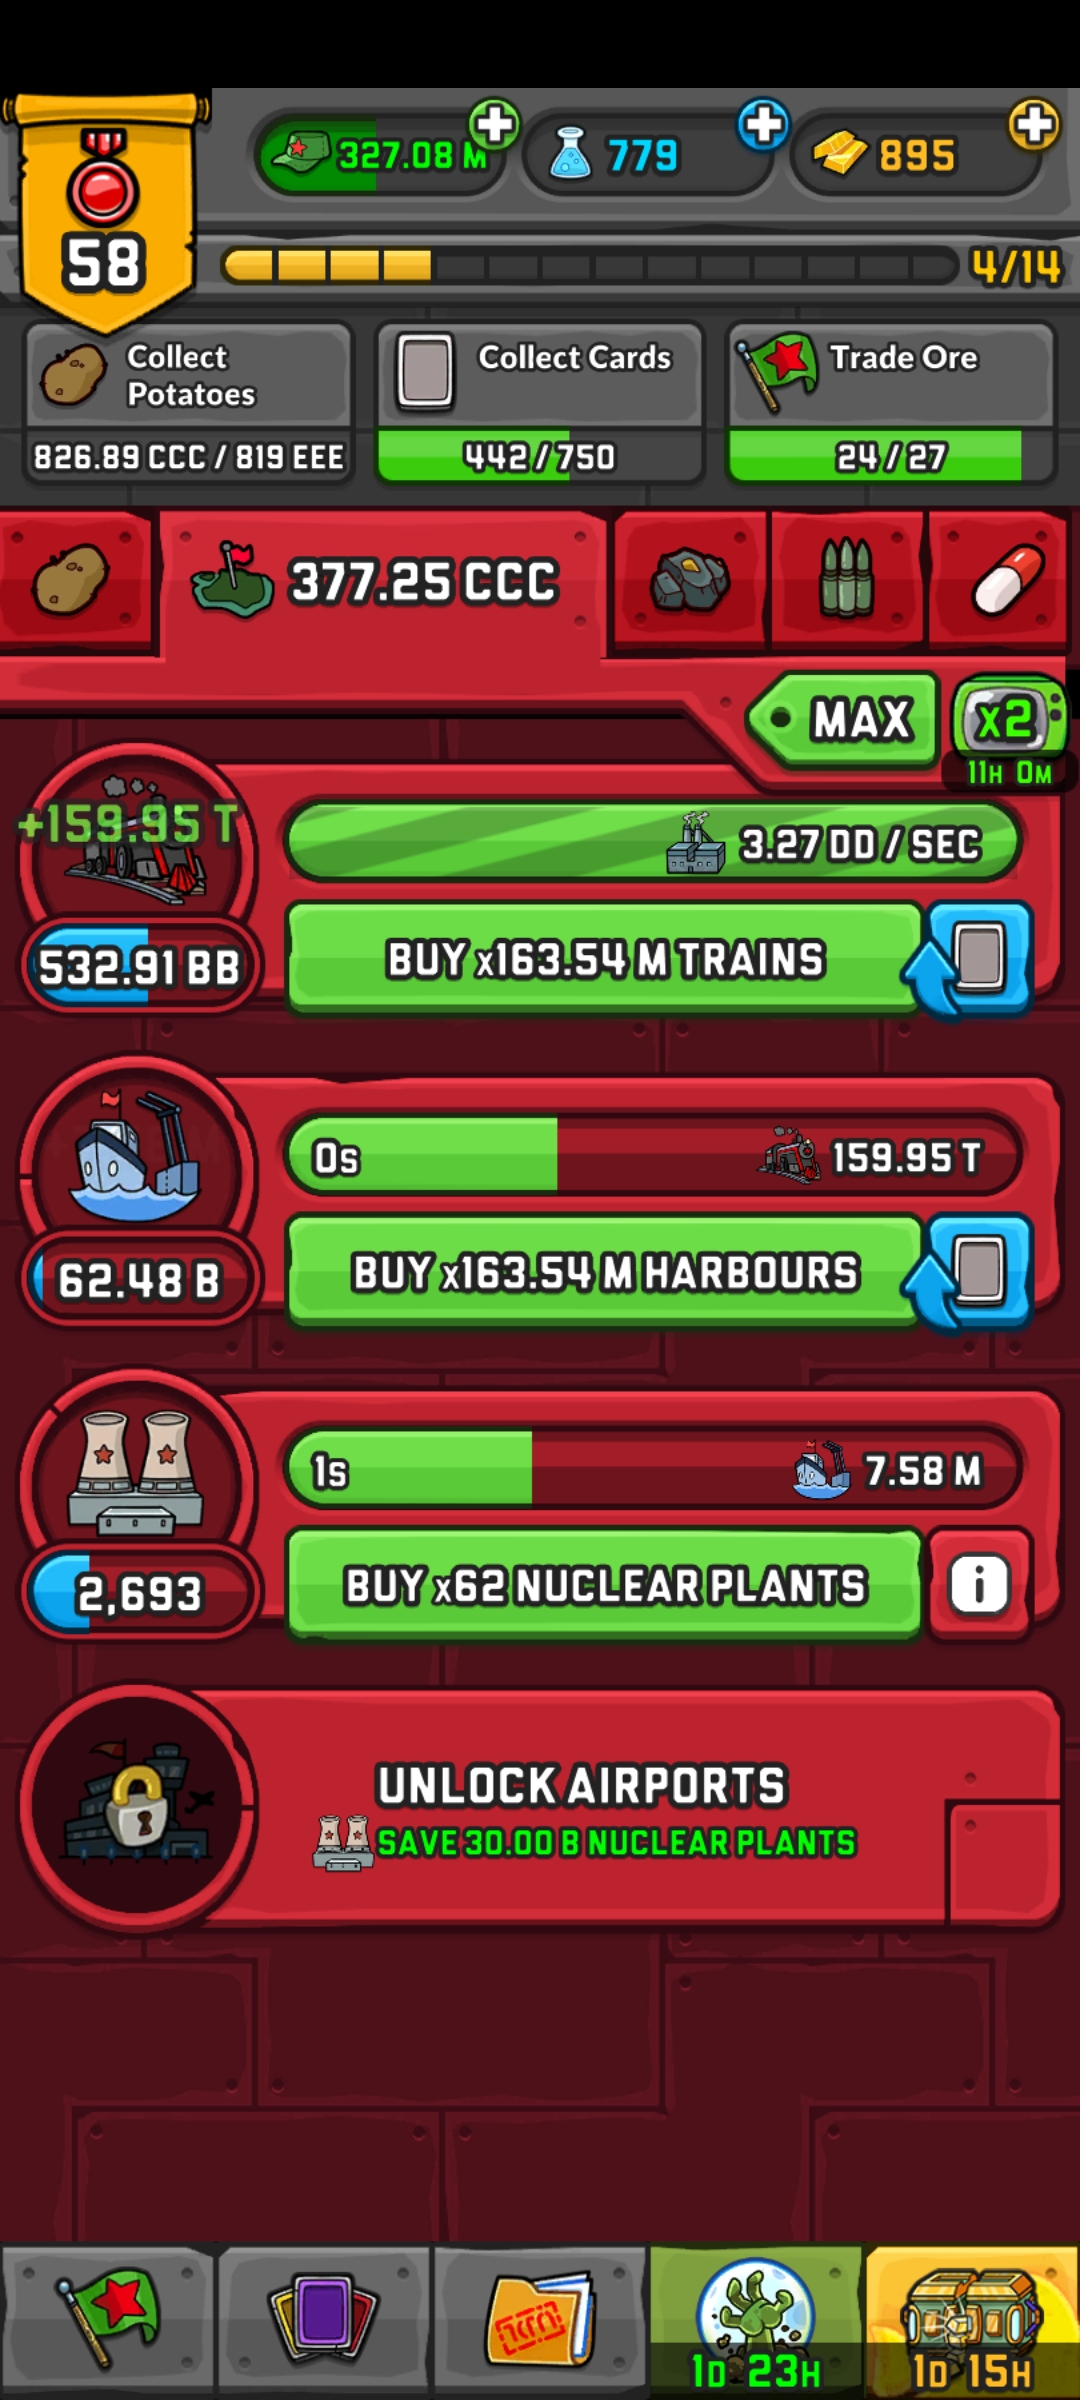 58
327.08 M
779
895
4/14
Collect
Potatoes
826.89 CCC / 819 EEE
Collect Cards
442/750
Trade Ore
24/27
377.25 CCC
MAX
x2
11H 0M
+159.95 T
3.27 DD / SEC
532.91 BB
BUY x163.54 M TRAINS
0s
159.95 T
62.48 B
BUY x163.54 M HARBOURS
1s
7.58 M
2,693
BUY x62 NUCLEAR PLANTS
i
UNLOCK AIRPORTS
SAVE 30.00 B NUCLEAR PLANTS
1D 23H
1D 15H